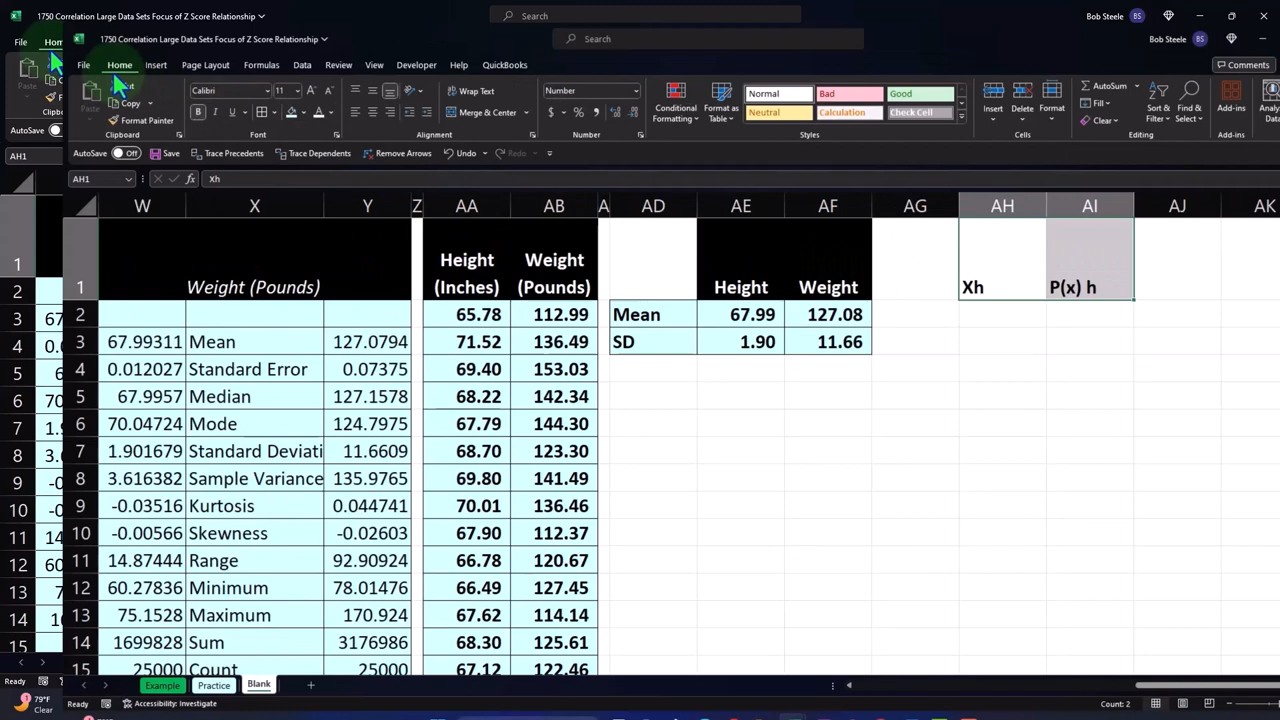 1750 Correlation Large Data Sets Focus of Z Score Relationship
Search
Bob Steele BS
1750 Correlation Large Data Sets Focus of Z Score Relationship
Search
Bob Steele BS
File
File Home Insert Page Layout Formulas Data Review View Developer Help QuickBooks
Comments
Calibri 11 Wrap Text Number Normal Bad Good AutoSum
Paste Copy Merge & Center Conditional Formatting Format as Table Neutral Calculation Check Cell Insert Delete Format Fill Sort & Filter Find & Select Add-ins
Format Painter Clear
Clipboard Font Alignment Number Styles Cells Editing Add-ins
AutoSave Off Save Trace Precedents Trace Dependents Remove Arrows Undo Redo
AutoSave
AH1 Xh
AH1
W X Y Z AA AB AD AE AF AG AH AI AJ AK
1 Weight (Pounds) Height (Inches) Weight (Pounds) Height Weight Xh P(x) h
2 65.78 112.99 Mean 67.99 127.08
3 67.99311 Mean 127.0794 71.52 136.49 SD 1.90 11.66
4 0.012027 Standard Error 0.07375 69.40 153.03
5 67.9957 Median 127.1578 68.22 142.34
6 70.04724 Mode 124.7975 67.79 144.30
7 1.901679 Standard Deviati 11.6609 68.70 123.30
8 3.616382 Sample Variance 135.9765 69.80 141.49
9 -0.03516 Kurtosis 0.044741 70.01 136.46
10 -0.00566 Skewness -0.02603 67.90 112.37
11 14.87444 Range 92.90924 66.78 120.67
12 60.27836 Minimum 78.01476 66.49 127.45
13 75.1528 Maximum 170.924 67.62 114.14
14 1699828 Sum 3176986 68.30 125.61
15 25000 Count 25000 67.12 122.46
Example Practice Blank
Ready Accessibility: Investigate Count: 2
Ready
79°F
Clear